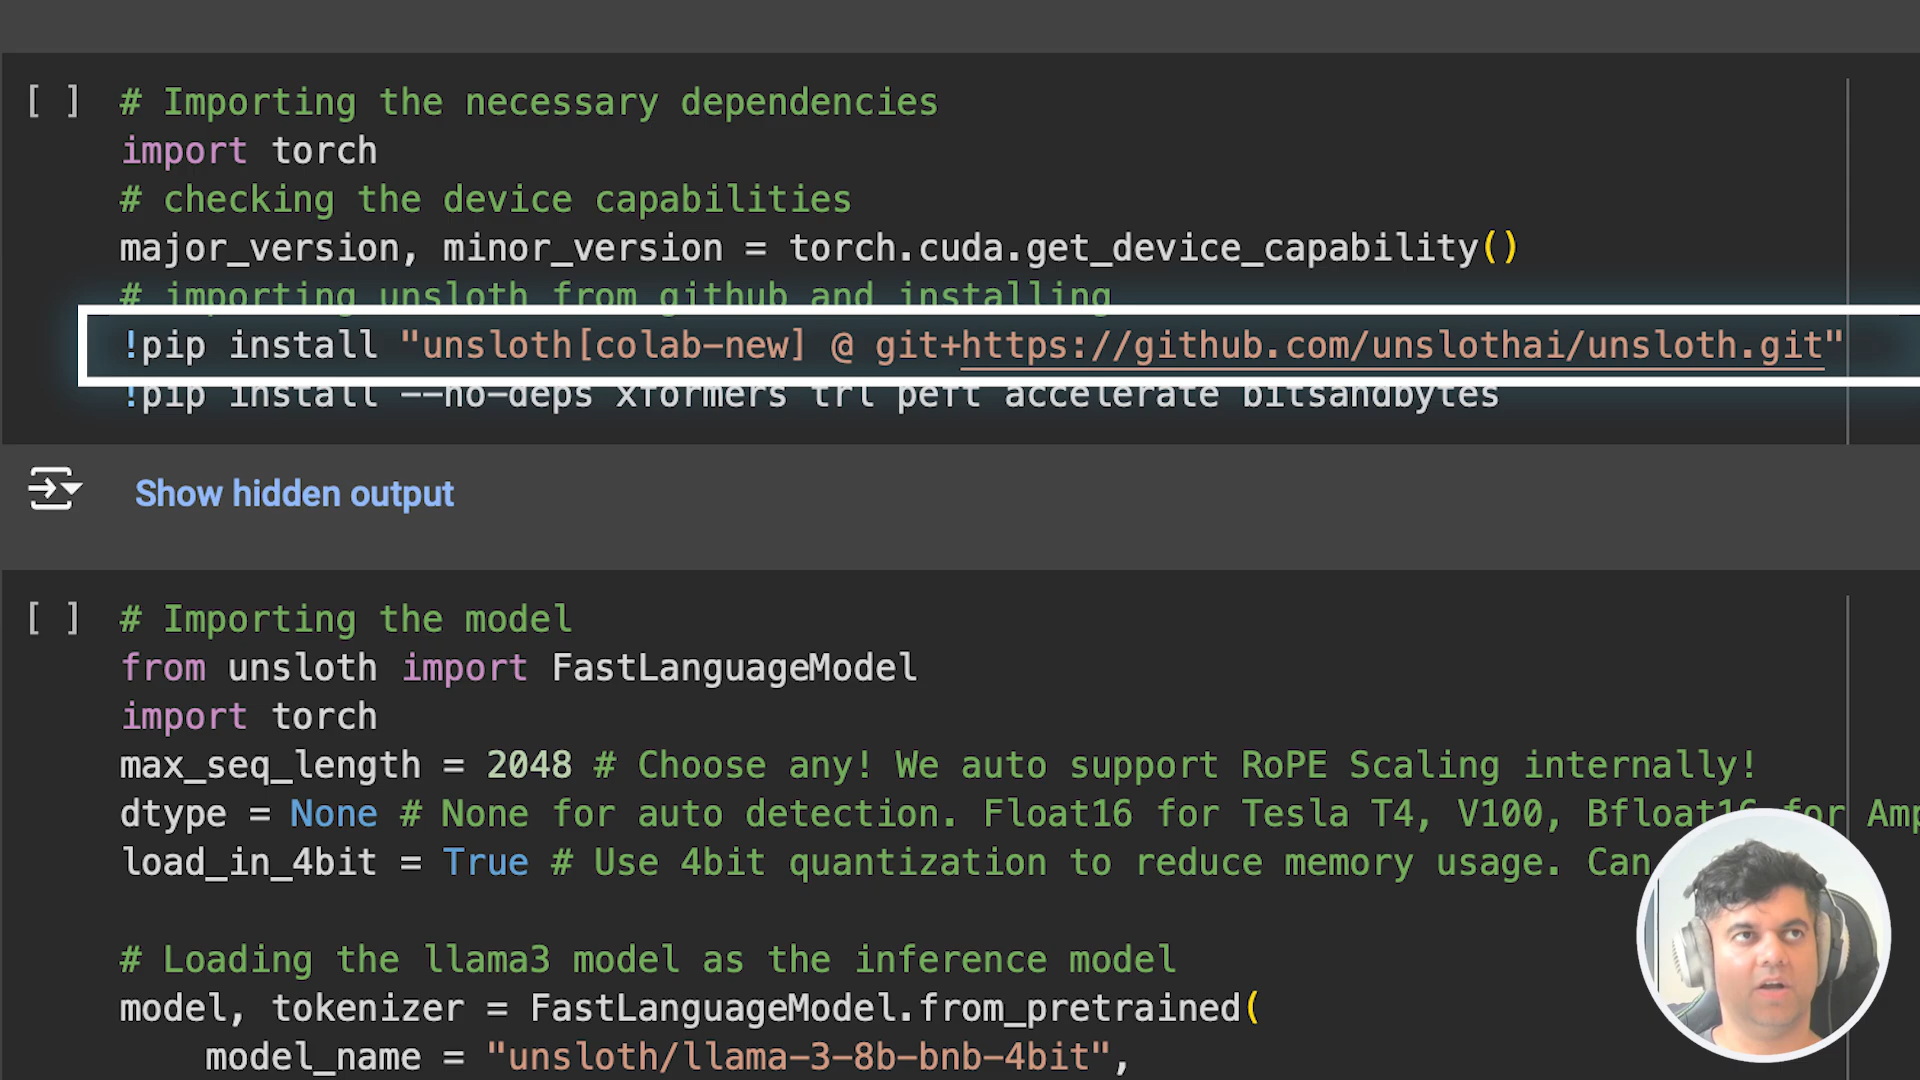 [ ] # Importing the necessary dependencies
import torch
# checking the device capabilities
major_version, minor_version = torch.cuda.get_device_capability()
# importing unsloth from github and installing
!pip install "unsloth[colab-new] @ git+https://github.com/unslothai/unsloth.git"
!pip install --no-deps xformers trl peft accelerate bitsandbytes
Show hidden output
[ ] # Importing the model
from unsloth import FastLanguageModel
import torch
max_seq_length = 2048 # Choose any! We auto support RoPE Scaling internally!
dtype = None # None for auto detection. Float16 for Tesla T4, V100, Bfloat16 for Amp
load_in_4bit = True # Use 4bit quantization to reduce memory usage. Can
# Loading the llama3 model as the inference model
model, tokenizer = FastLanguageModel.from_pretrained(
model_name = "unsloth/llama-3-8b-bnb-4bit",